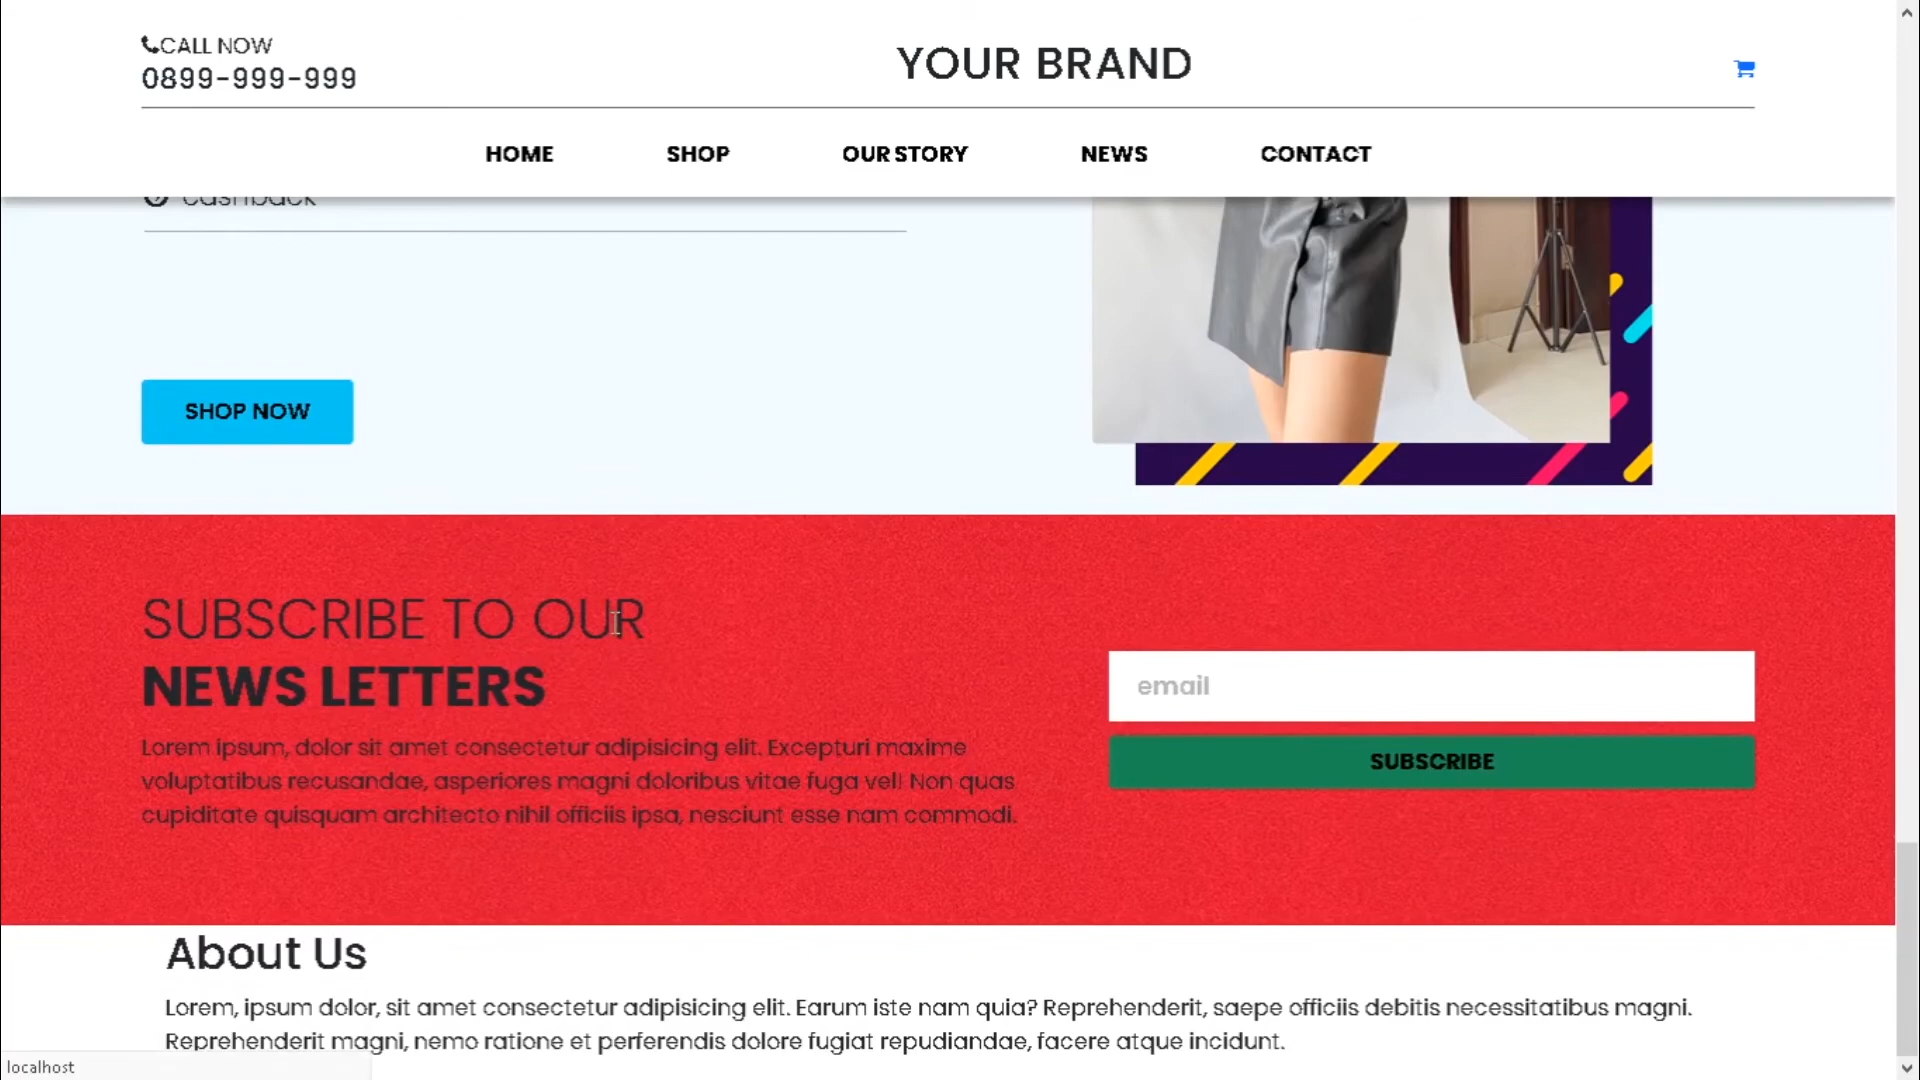 CALL NOW
0899-999-999
YOUR BRAND
HOME SHOP OUR STORY NEWS CONTACT
cashback
SHOP NOW
SUBSCRIBE TO OUR
NEWS LETTERS
Lorem ipsum, dolor sit amet consectetur adipisicing elit. Excepturi maxime
voluptatibus recusandae, asperiores magni doloribus vitae fuga vel! Non quas
cupiditate quisquam architecto nihil officiis ipsa, nesciunt esse nam commodi.
email
SUBSCRIBE
About Us
Lorem, ipsum dolor, sit amet consectetur adipisicing elit. Earum iste nam quia? Reprehenderit, saepe officiis debitis necessitatibus magni.
Reprehenderit magni, nemo ratione et perferendis dolore fugiat repudiandae, facere atque incidunt.
localhost